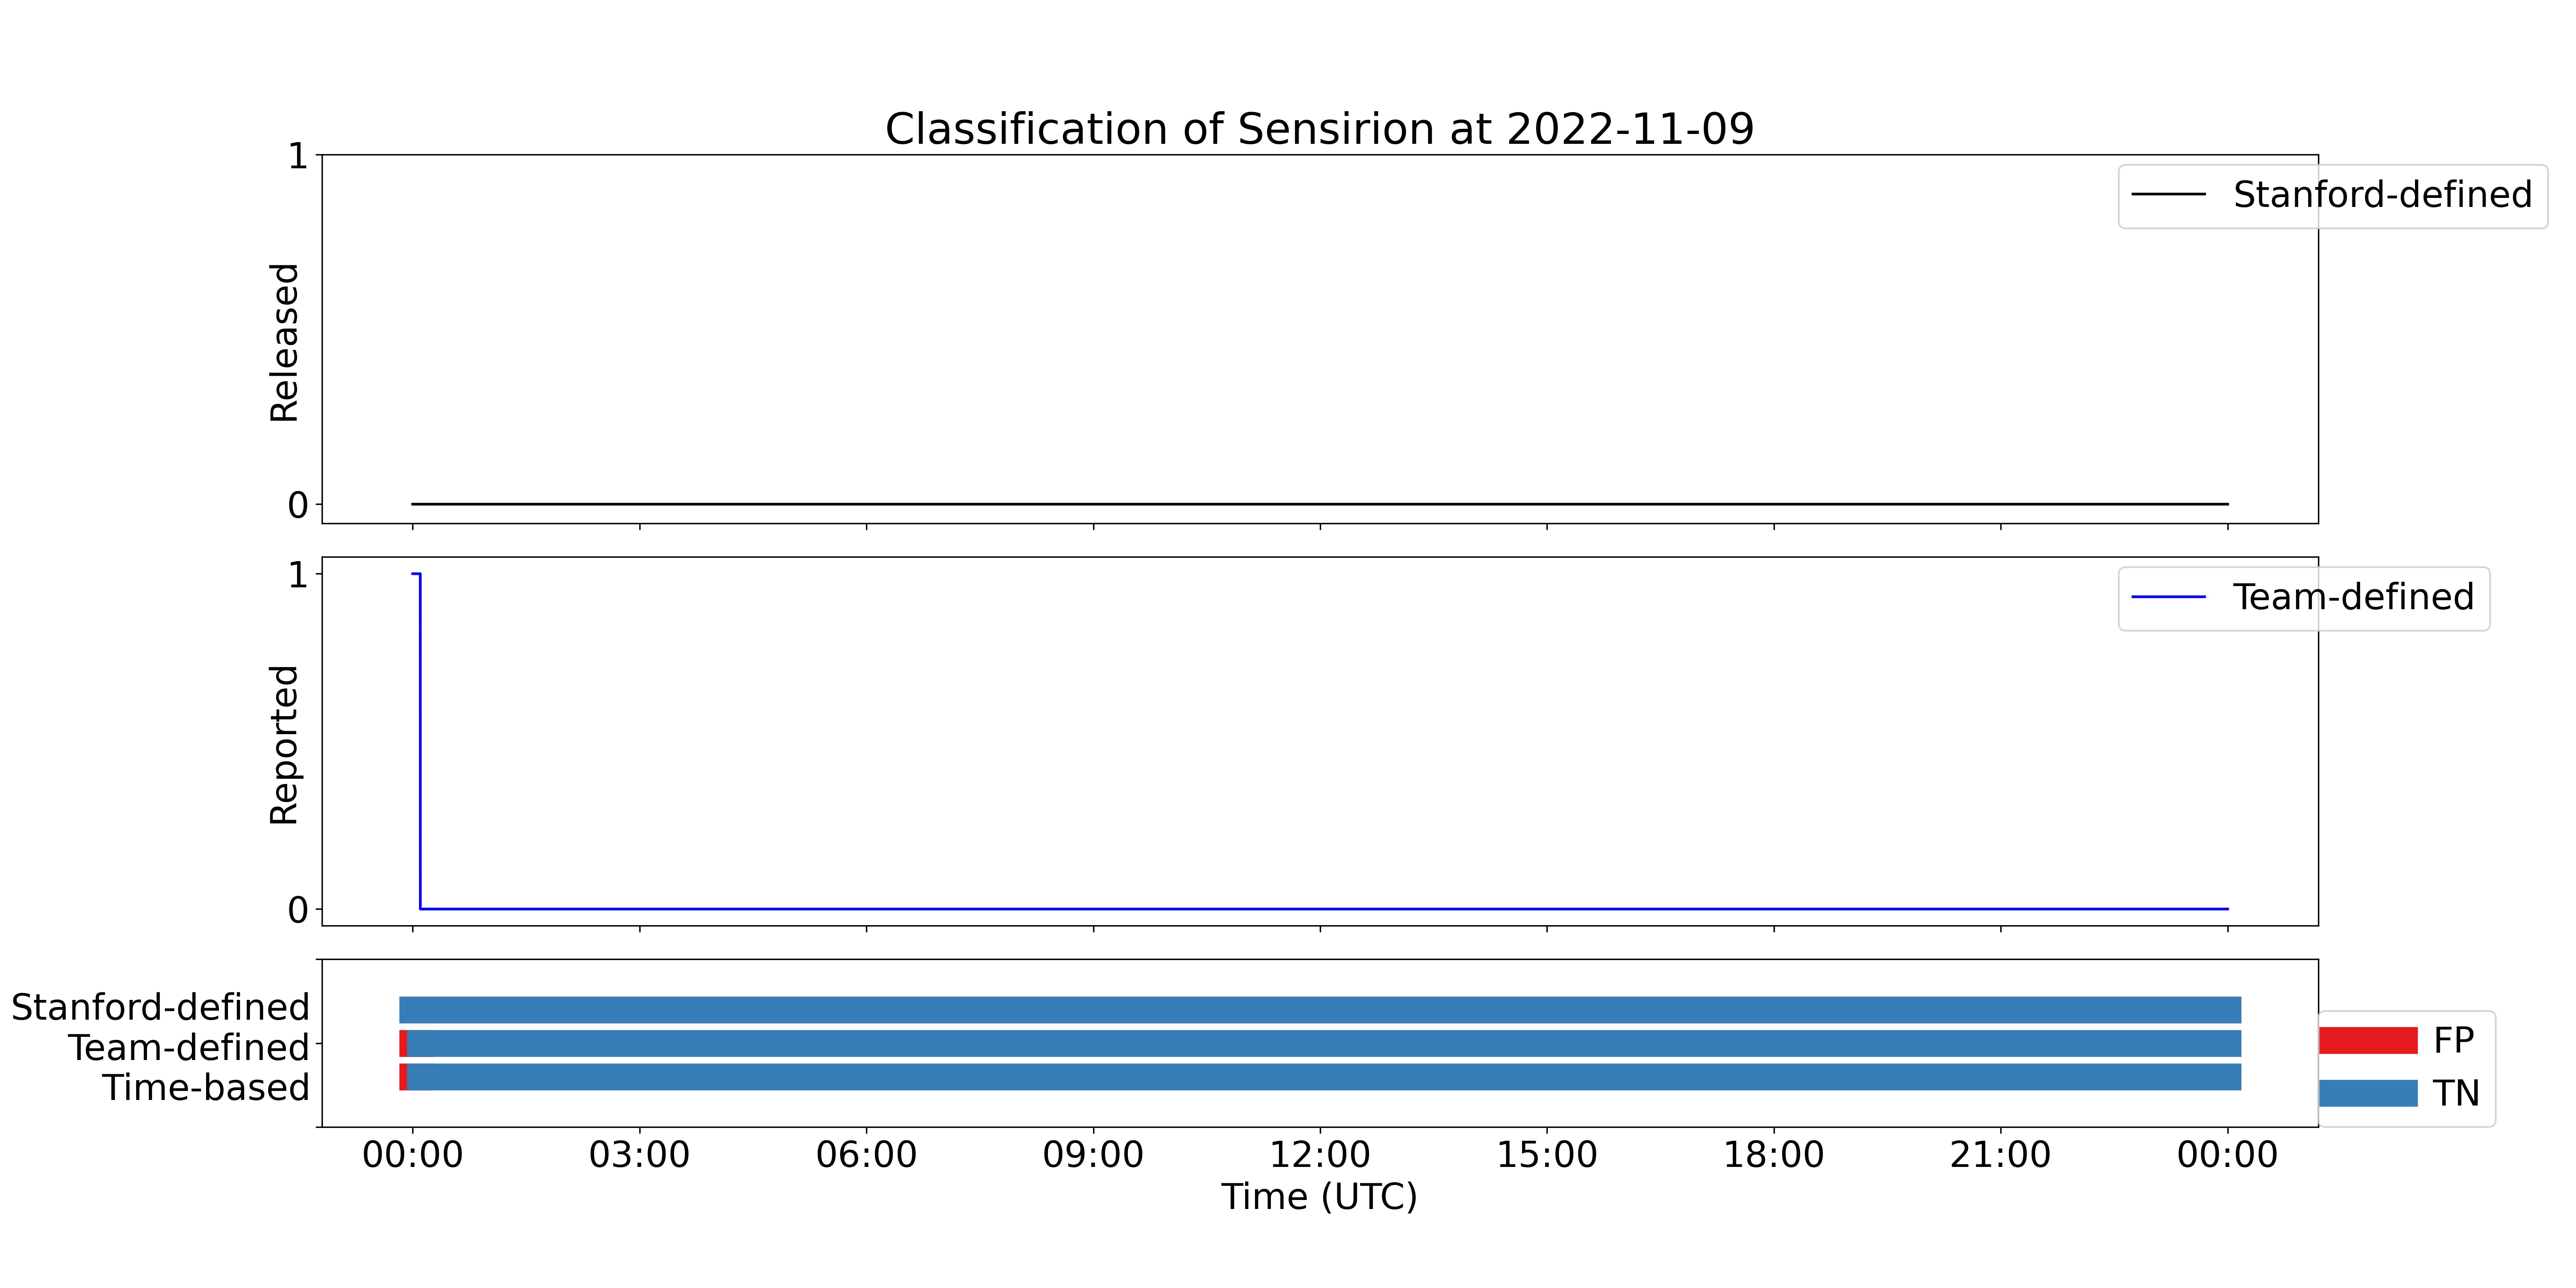 Classification of Sensirion at 2022-11-09
1
Released
0
Stanford-defined
1
Reported
0
Team-defined
Stanford-defined
Team-defined
Time-based
FP
TN
00:00 03:00 06:00 09:00 12:00 15:00 18:00 21:00 00:00
Time (UTC)